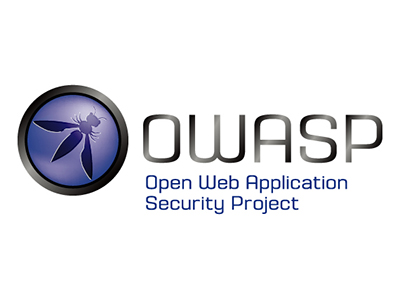 OWASP
Open Web Application
Security Project